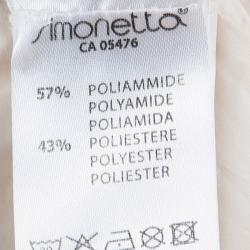 simonetta
CA 05476
57% POLIAMMIDE
POLYAMIDE
POLIAMIDA
43% POLIESTERE
POLYESTER
POLIESTER